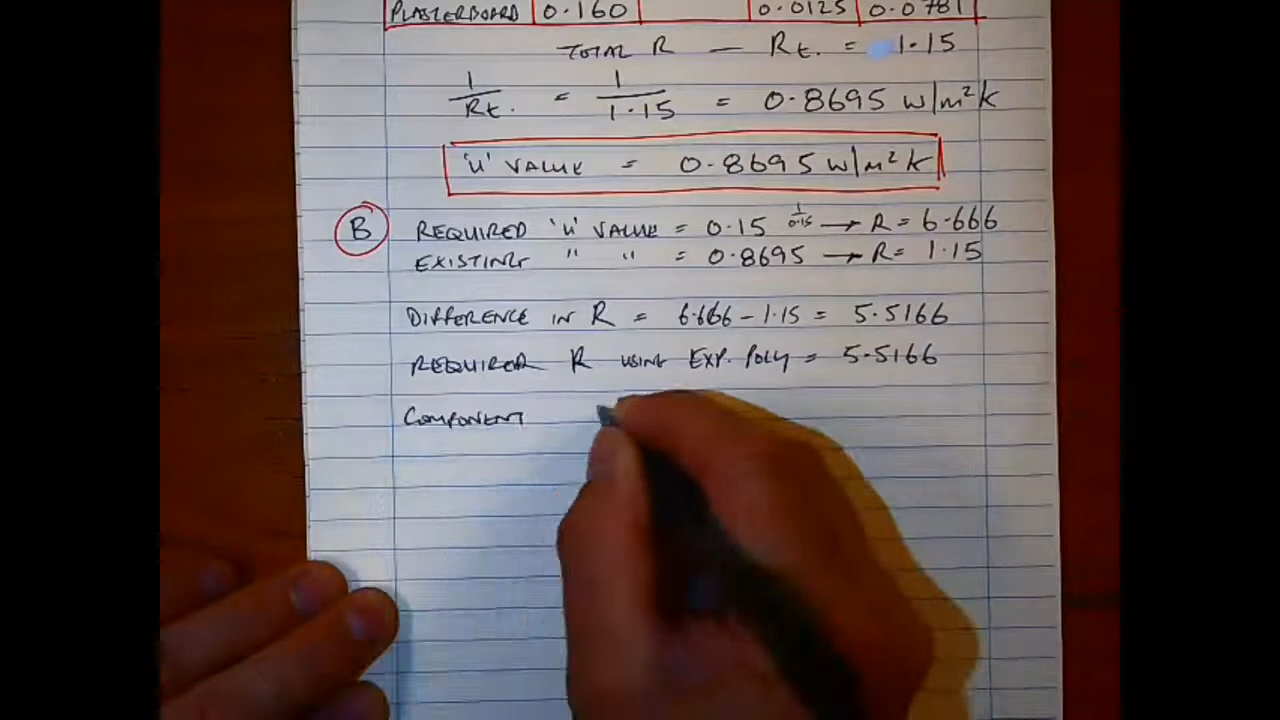 PLASTERBOARD 0.160 0.0125 0.0781
TOTAL R — Rt. = 1.15
1/Rt. = 1/1.15 = 0.8695 W/m²K
'U' VALUE = 0.8695 W/m²K
B REQUIRED 'U' VALUE = 0.15 1/0.15 → R = 6.666
EXISTING " " = 0.8695 → R = 1.15
DIFFERENCE IN R = 6.666 - 1.15 = 5.5166
REQUIRED R USING EXP. POLY = 5.5166
COMPONENT